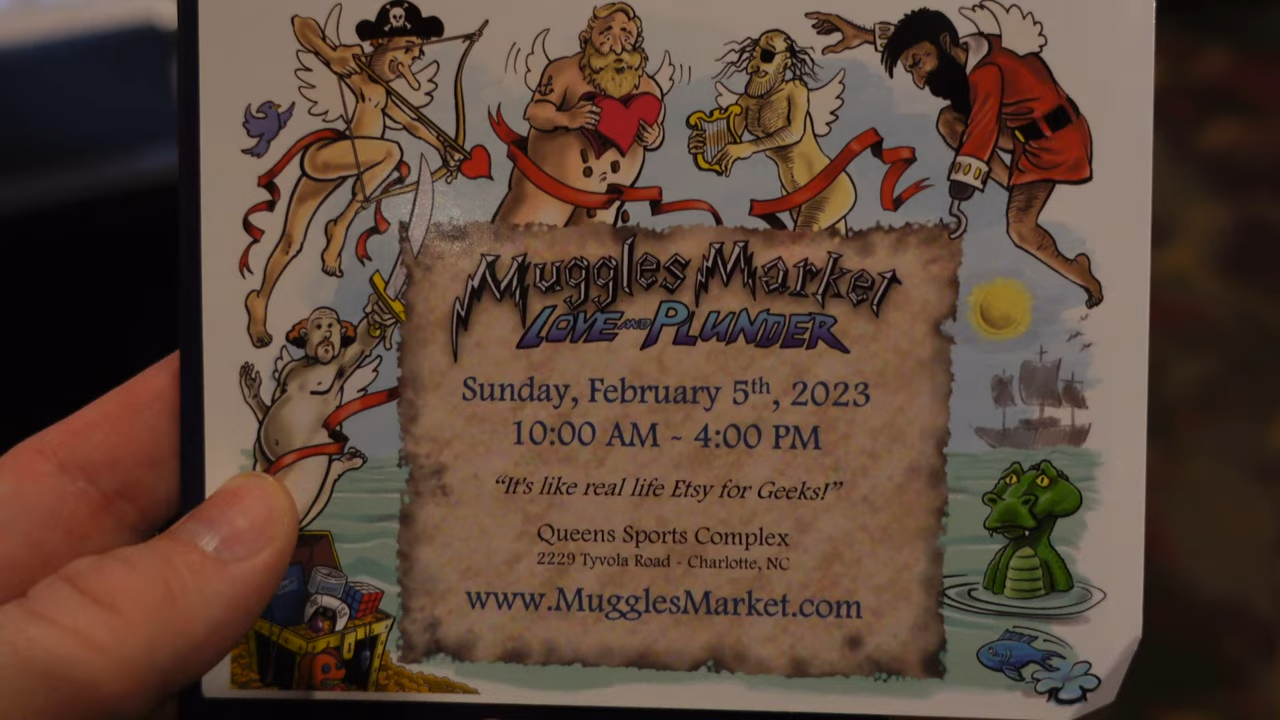 Muggles Market
Love and Plunder
Sunday, February 5th, 2023
10:00 AM ~ 4:00 PM
“It's like real life Etsy for Geeks!”
Queens Sports Complex
2229 Tyvola Road - Charlotte, NC
www.MugglesMarket.com